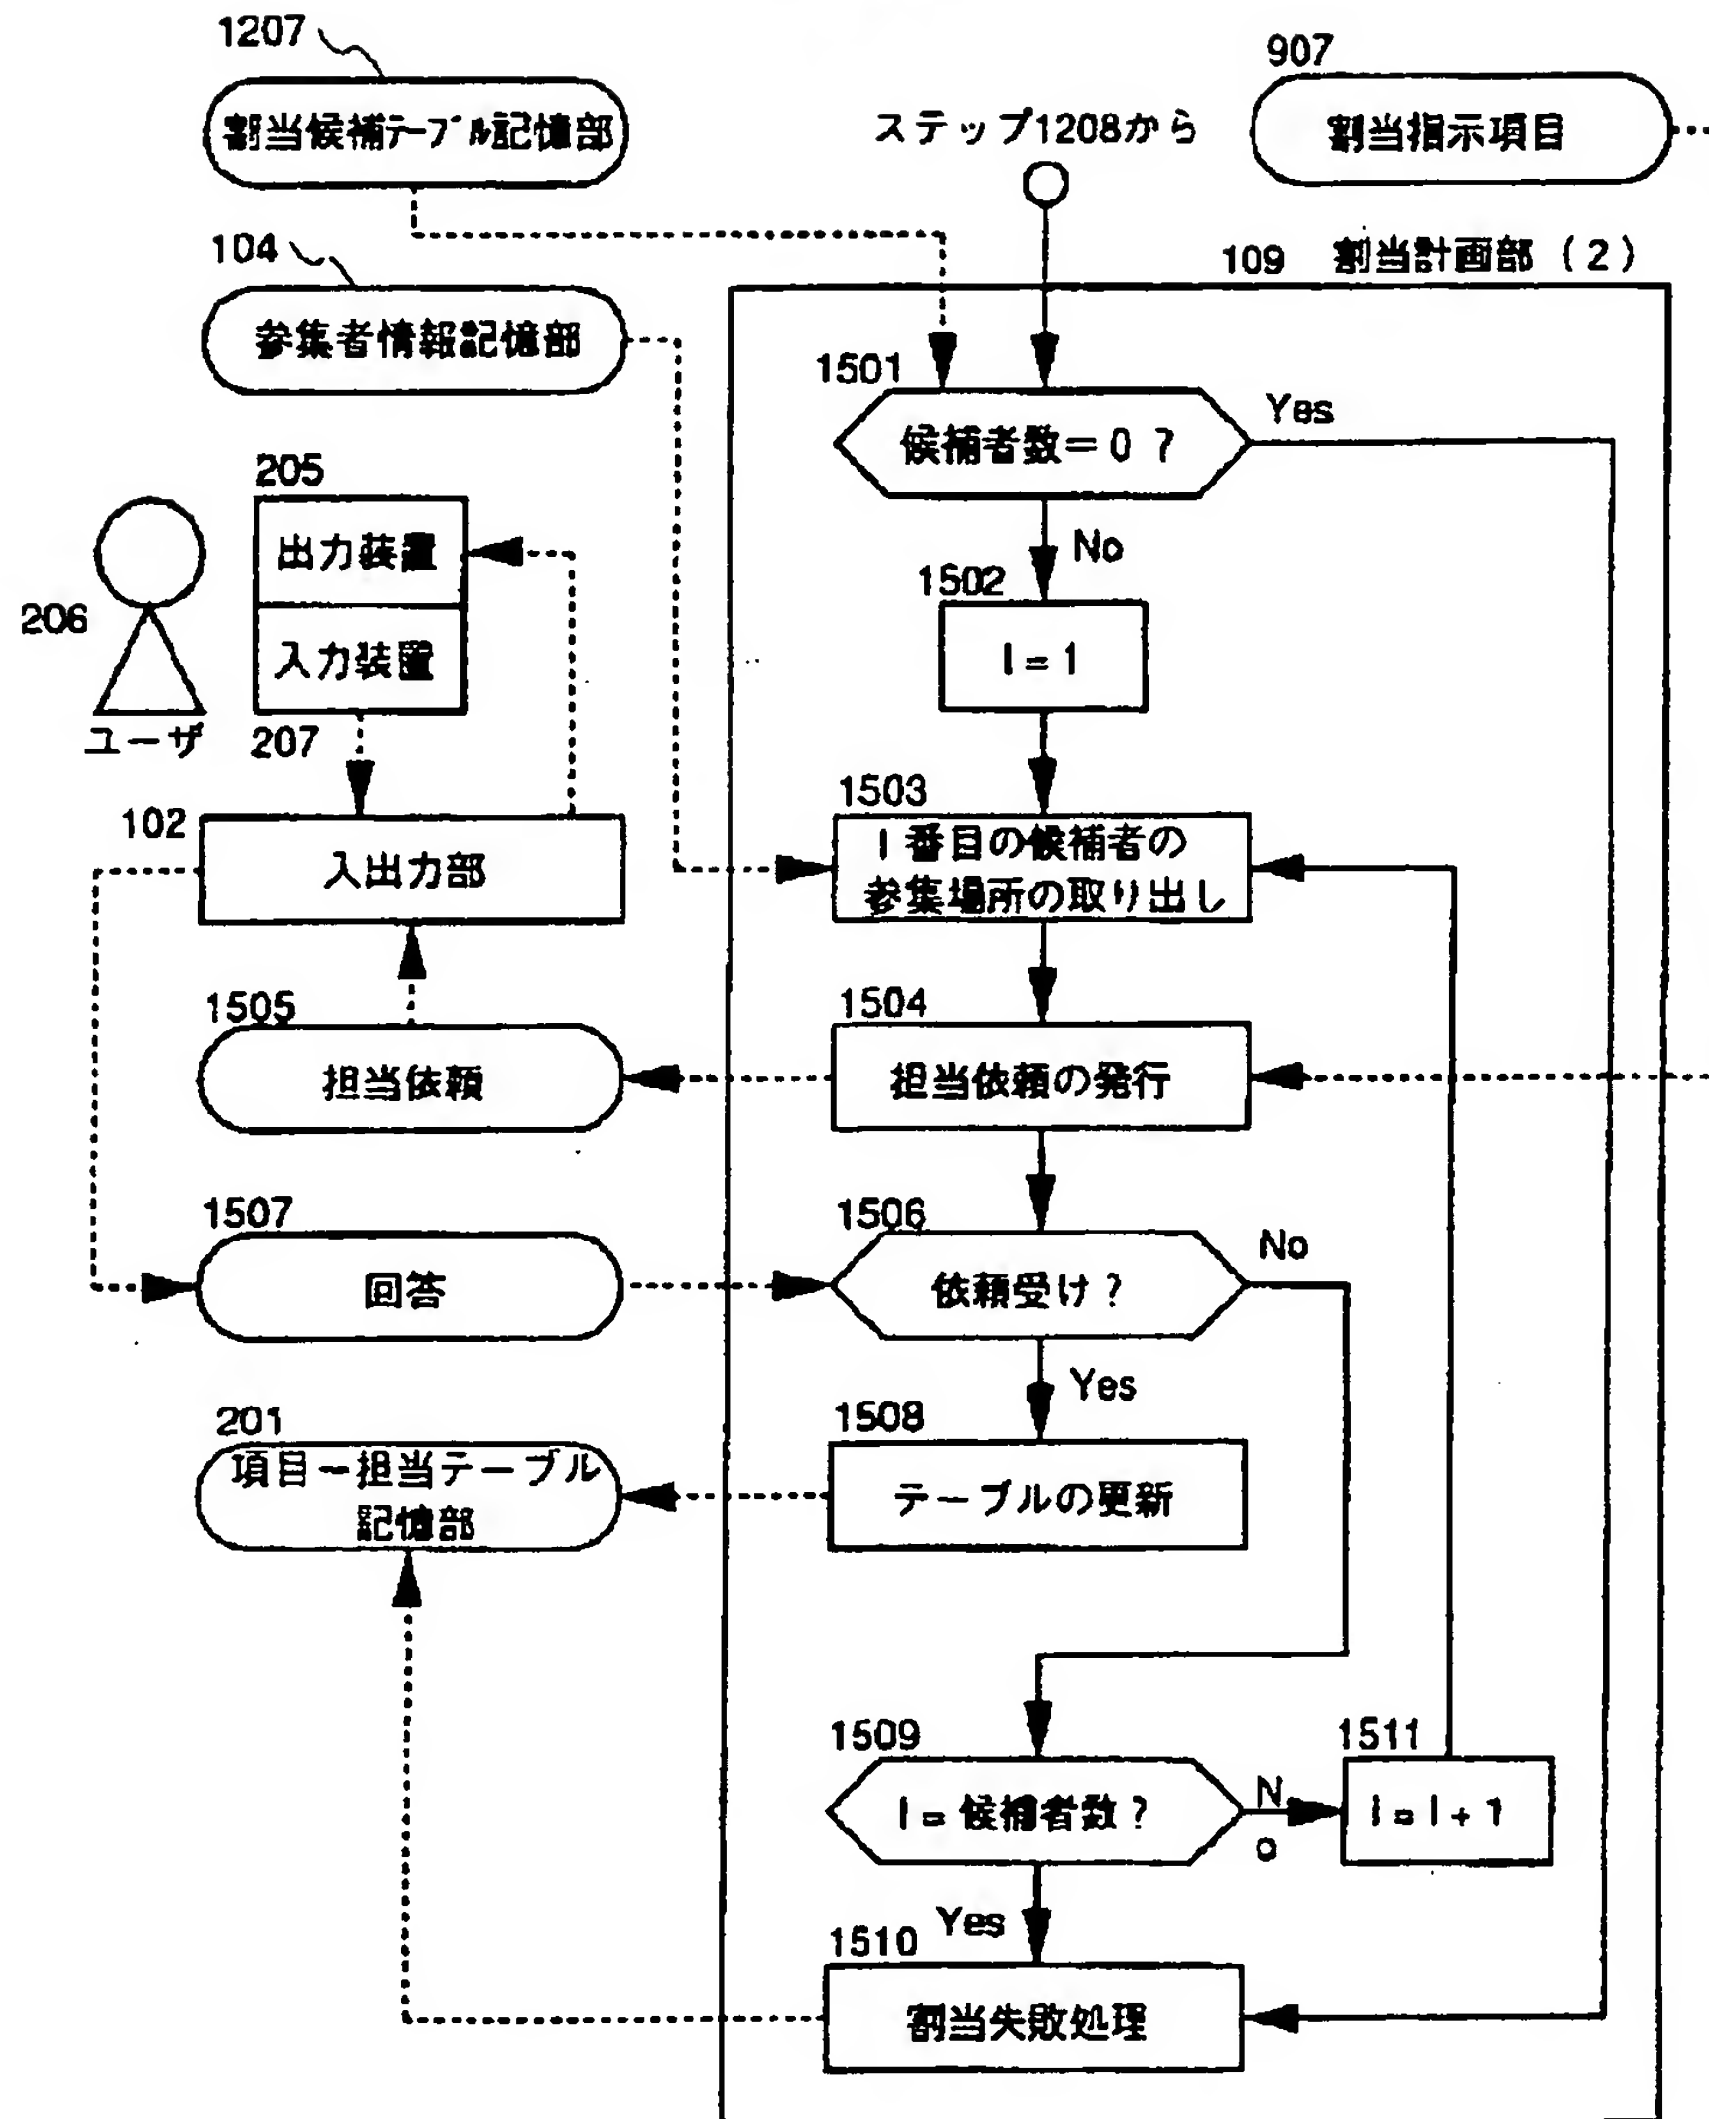 1207
割当候補テーブル記憶部
907
割当指示項目
ステップ1208から
104
参集者情報記憶部
109 割当計画部(2)
1501
候補者数=0?
Yes
No
1502
I=1
205
出力装置
入力装置
207
206
ユーザ
102
入出力部
1503
I番目の候補者の
参集場所の取り出し
1505
担当依頼
1504
担当依頼の発行
1507
回答
1506
依頼受け?
No
Yes
201
項目-担当テーブル
記憶部
1508
テーブルの更新
1509
I=候補者数?
No
1511
I=I+1
Yes
1510
割当失敗処理